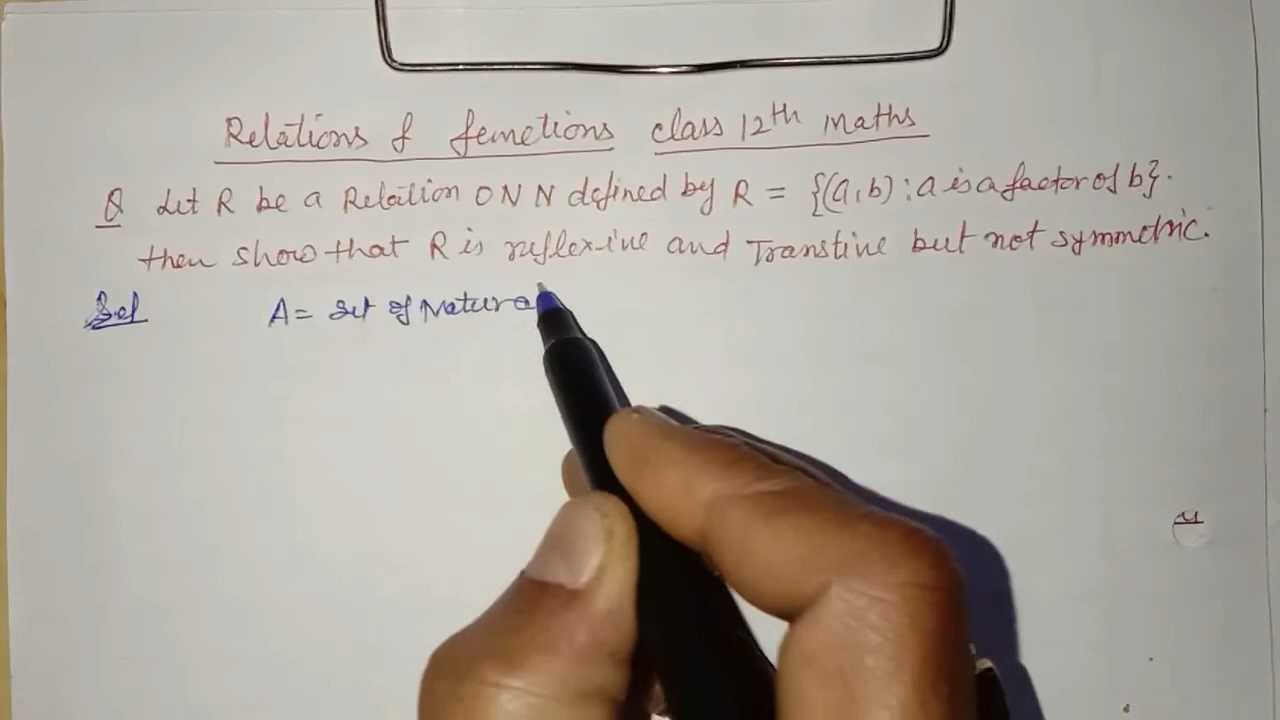 Relations & functions class 12th maths
Q Let R be a Relation ON N defined by R = {(a,b) : a is a factor of b}.
then show that R is reflexive and Transtive but not symmetric.
Sol A = set of Natura